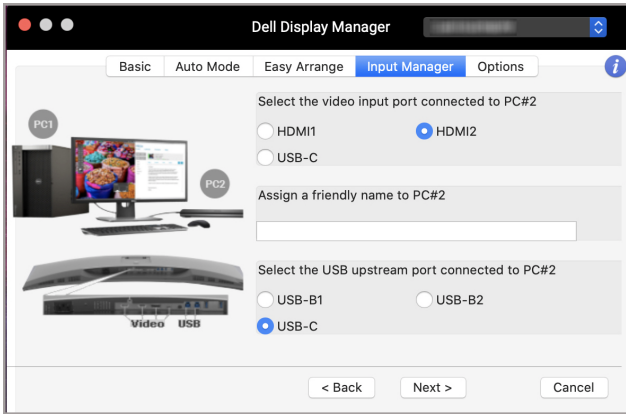 Dell Display Manager
Basic Auto Mode Easy Arrange Input Manager Options i
Select the video input port connected to PC#2
PC1
HDMI1 HDMI2
USB-C
PC2
Assign a friendly name to PC#2
Select the USB upstream port connected to PC#2
USB-B1 USB-B2
Video USB
USB-C
< Back Next > Cancel